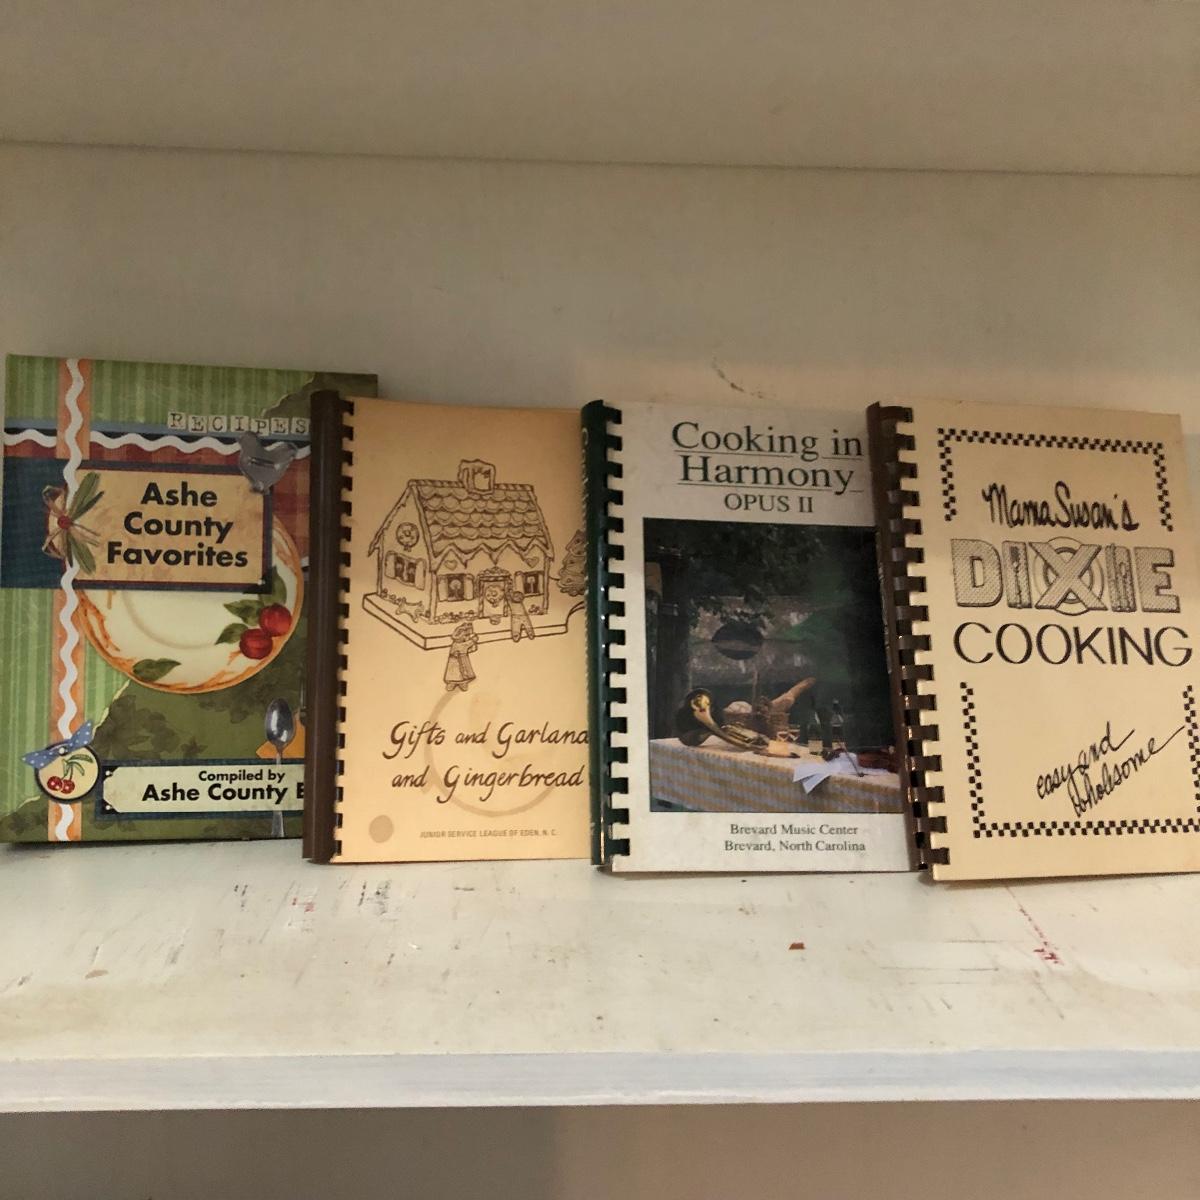 RECIPES
Ashe
County
Favorites
Compiled by
Ashe County
Gifts and Garland
and Gingerbread
JUNIOR SERVICE LEAGUE OF EDEN, N. C.
Cooking in
Harmony
OPUS II
Brevard Music Center
Brevard, North Carolina
Mama Susan's
DIXIE
COOKING
easy and
wholesome